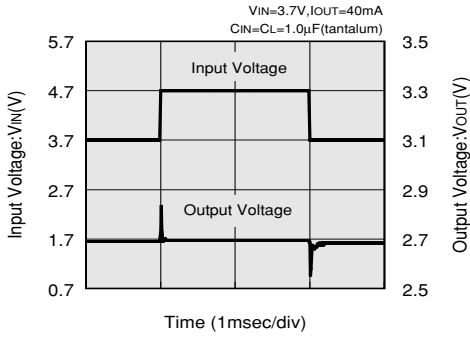 VIN=3.7V,IOUT=40mA
CIN=CL=1.0μF(tantalum)
5.7
4.7
3.7
2.7
1.7
0.7
Input Voltage:VIN(V)
Input Voltage
Output Voltage
3.5
3.3
3.1
2.9
2.7
2.5
Output Voltage:VOUT(V)
Time (1msec/div)